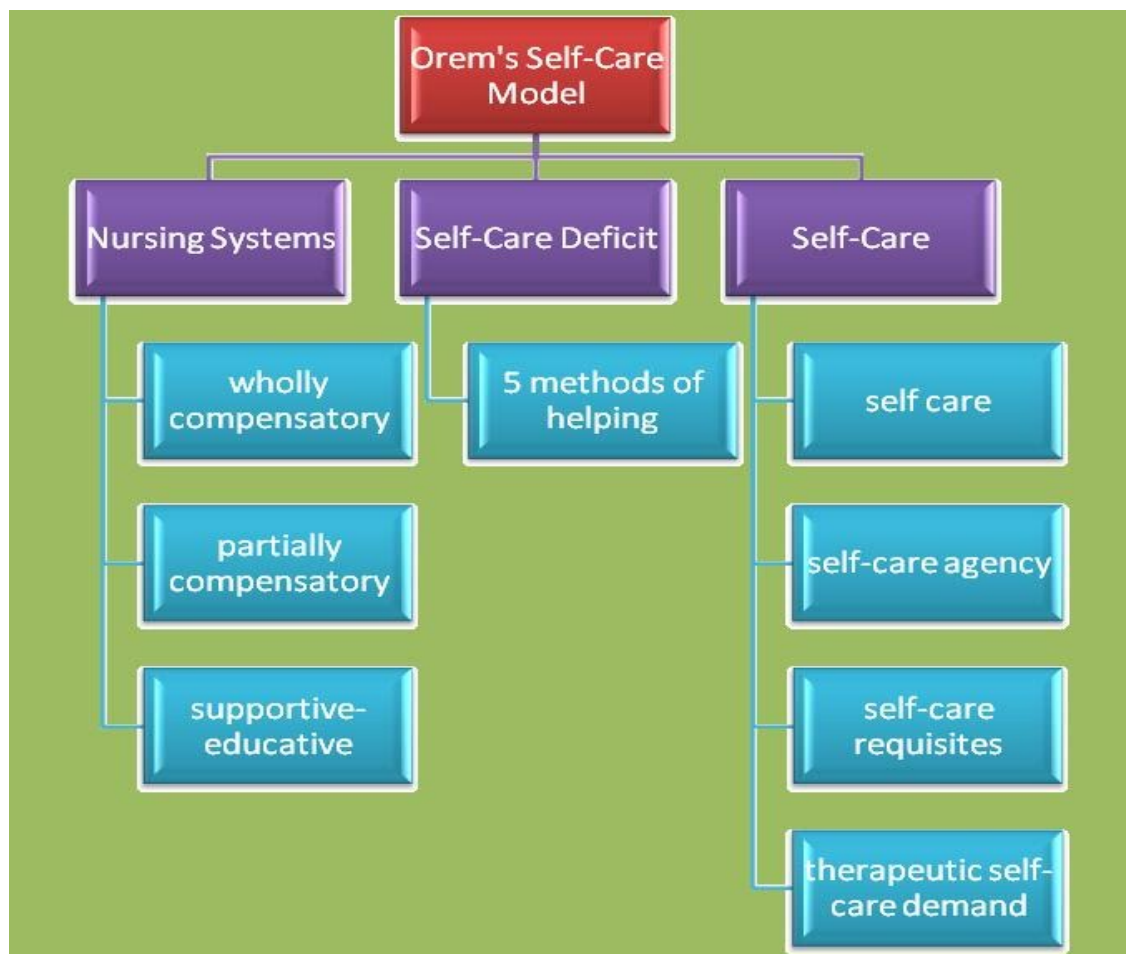 Orem's Self-Care
Model
Nursing Systems
Self-Care Deficit
Self-Care
wholly
compensatory
partially
compensatory
supportive-
educative
5 methods of
helping
self care
self-care agency
self-care
requisites
therapeutic self-
care demand